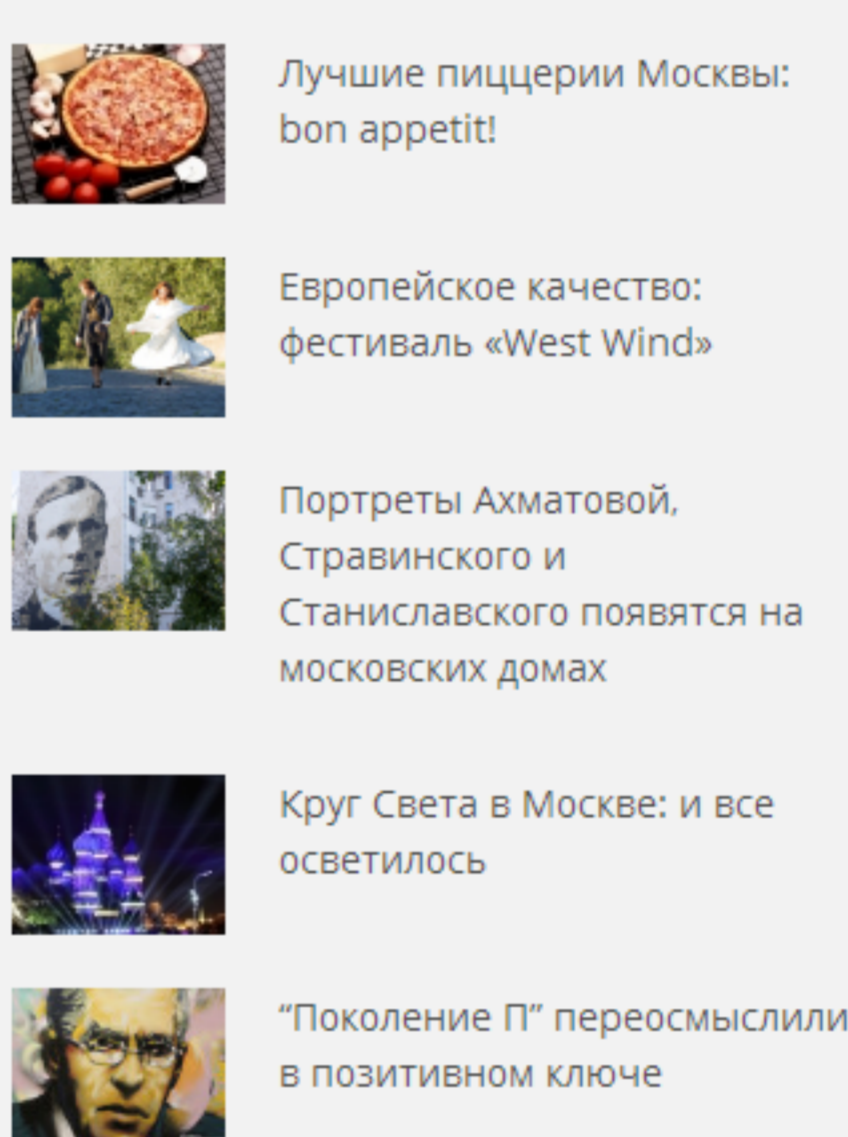 Лучшие пиццерии Москвы:
bon appetit!
Европейское качество:
фестиваль «West Wind»
Портреты Ахматовой,
Стравинского и
Станиславского появятся на
московских домах
Круг Света в Москве: и все
осветилось
“Поколение П” переосмыслили
в позитивном ключе